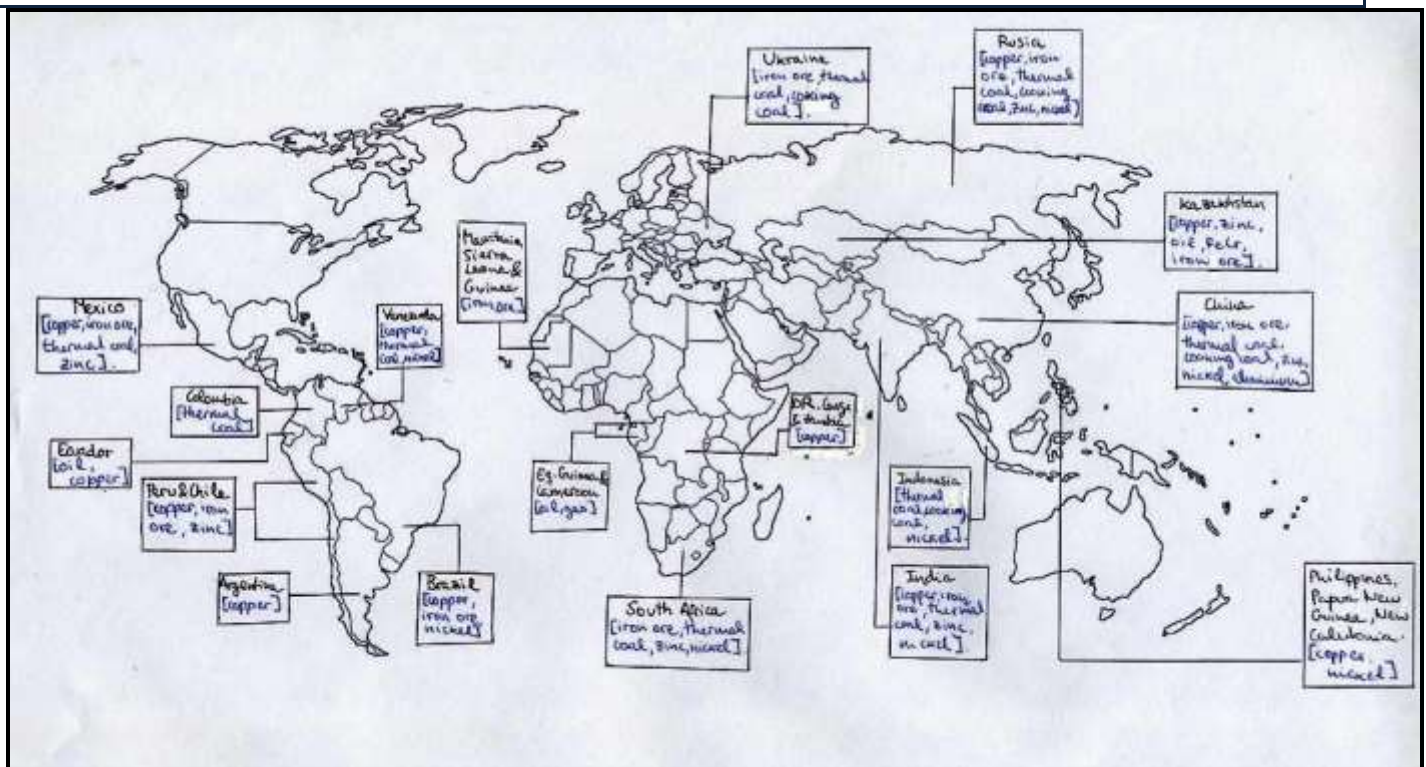 Ukraine
[iron ore, thermal
coal, coking
coal].
Rusia
[copper, iron
ore, thermal
coal, cooking
coal, zinc, nickel]
Kazakhstan
[copper, zinc,
oil, FeCr,
iron ore].
Mauritania
Sierra
Leone &
Guinea
[iron ore]
Mexico
[copper, iron ore,
thermal coal,
zinc].
Venezuela
[copper,
thermal
coal, nickel]
China
[copper, iron ore,
thermal coal,
cooking coal, zinc,
nickel,
Colombia
[thermal
coal]
DR. Congo
&
[copper]
Ecuador
[oil,
copper]
Peru & Chile
[copper, iron
ore, zinc]
Eq. Guinea &
Cameroon
[oil, gas]
Indonesia
[thermal
coal, cooking
coal,
nickel].
Argentina
[copper]
Brazil
[copper,
iron ore,
nickel]
South Africa
[iron ore, thermal
coal, zinc, nickel].
India
[copper, iron
ore, thermal
coal, zinc,
nickel].
Philippines,
Papua New
Guinea, New
Caledonia.
[copper,
nickel]